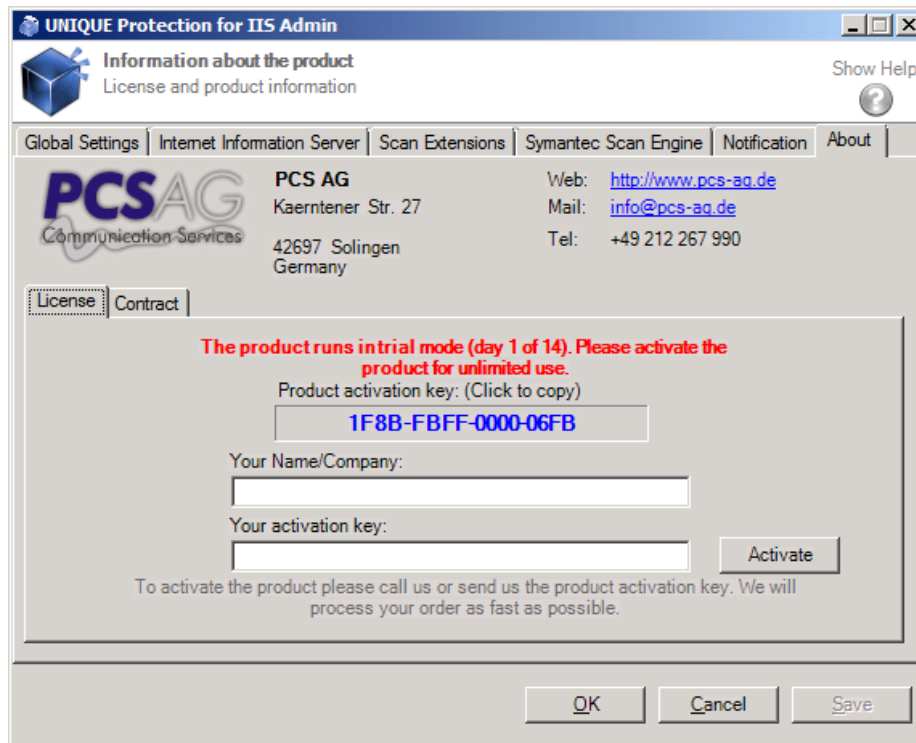 UNIQUE Protection for IIS Admin
Information about the product
License and product information
Show Help
Global Settings Internet Information Server Scan Extensions Symantec Scan Engine Notification About
PCSAG
Communication Services
PCS AG
Kaerntener Str. 27
42697 Solingen
Germany
Web: http://www.pcs-ag.de
Mail: info@pcs-ag.de
Tel: +49 212 267 990
License Contract
The product runs in trial mode (day 1 of 14). Please activate the
product for unlimited use.
Product activation key: (Click to copy)
1F8B-FBFF-0000-06FB
Your Name/Company:
Your activation key:
Activate
To activate the product please call us or send us the product activation key. We will
process your order as fast as possible.
OK Cancel Save